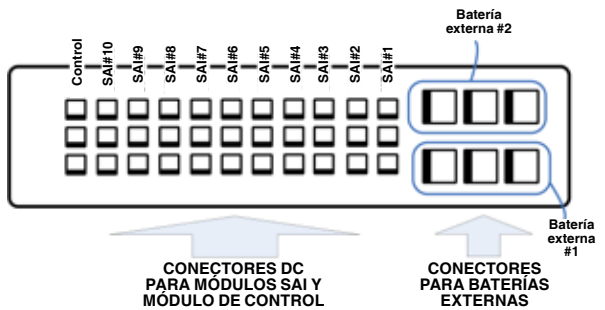 Batería
externa #2
Control
SAI#10
SAI#9
SAI#8
SAI#7
SAI#6
SAI#5
SAI#4
SAI#3
SAI#2
SAI#1
Batería
externa
#1
CONECTORES DC
PARA MÓDULOS SAI Y
MÓDULO DE CONTROL
CONECTORES
PARA BATERÍAS
EXTERNAS